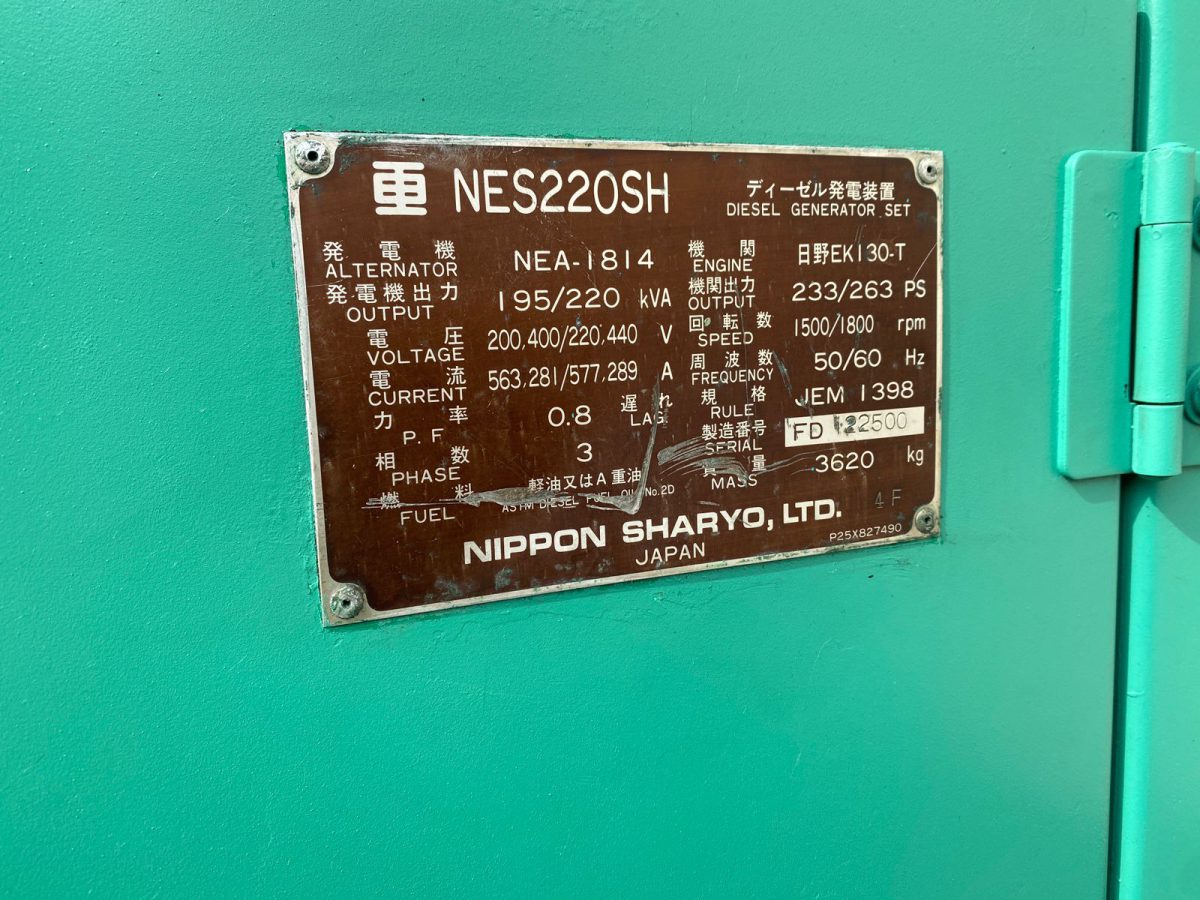 NES220SH ディーゼル発電装置
DIESEL GENERATOR SET
発電機 NEA-1814 機関 日野EK130-T
ALTERNATOR ENGINE
発電機出力 195/220 kVA 機関出力 233/263 PS
OUTPUT OUTPUT
電圧 200,400/220,440 V 回転数 1500/1800 rpm
VOLTAGE SPEED
電流 563,281/577,289 A 周波数 50/60 Hz
CURRENT FREQUENCY
力率 0.8 遅れ 規格 JEM 1398
P.F LAG. RULE
相数 3 製造番号 FD 122500
PHASE SERIAL
燃料 軽油又はA重油 質量 3620 kg
FUEL ASTM DIESEL FUEL OIL No.2D MASS
NIPPON SHARYO, LTD. 4F
JAPAN P25X827490